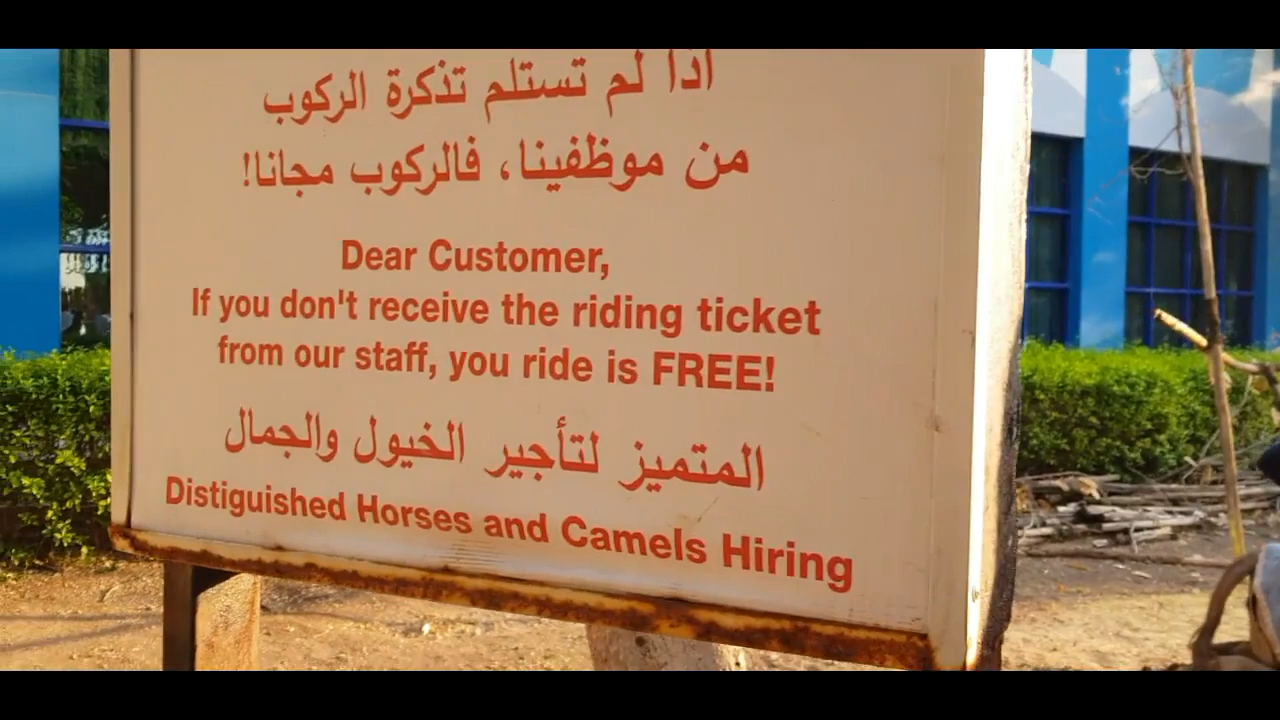 اذا لم تستلم تذكرة الركوب
من موظفينا، فالركوب مجانا!
Dear Customer,
If you don't receive the riding ticket
from our staff, you ride is FREE!
المتميز لتأجير الخيول والجمال
Distiguished Horses and Camels Hiring